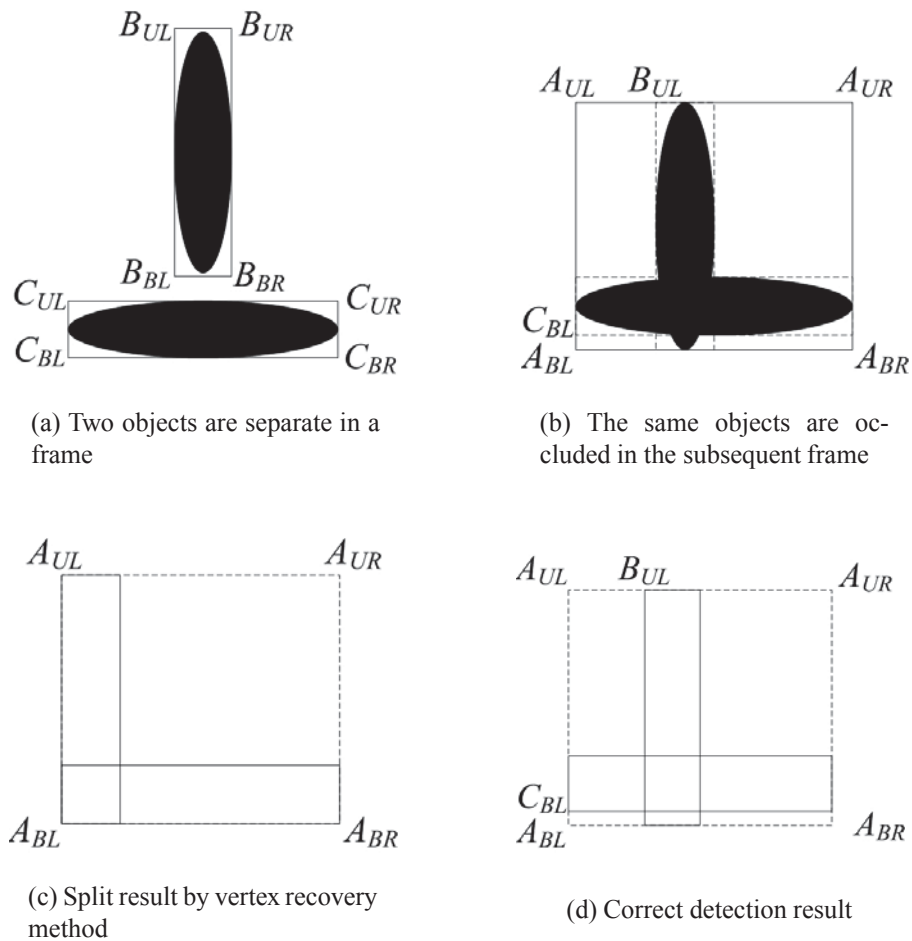 B_UL B_UR
B_BL B_BR
C_UL C_UR
C_BL C_BR
(a) Two objects are separate in a
frame
A_UL B_UL A_UR
C_BL
A_BL A_BR
(b) The same objects are oc-
cluded in the subsequent frame
A_UL A_UR
A_BL A_BR
(c) Split result by vertex recovery
method
A_UL B_UL A_UR
C_BL
A_BL A_BR
(d) Correct detection result